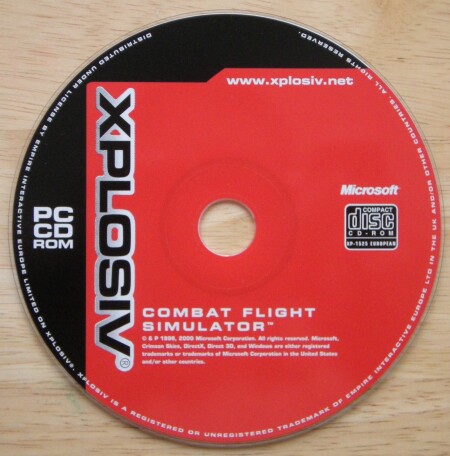 www.xplosiv.net
XPLOSIV®
PC
CD
ROM
Microsoft
COMPACT
disc
CD-ROM
XP-1525 EUROPEAN
COMBAT FLIGHT
SIMULATOR™
© & P 1998, 2000 Microsoft Corporation. All rights reserved. Microsoft,
Crimson Skies, DirectX, Direct 3D, and Windows are either registered
trademarks or trademarks of Microsoft Corporation in the United States
and/or other countries.
DISTRIBUTED UNDER LICENSE BY EMPIRE INTERACTIVE EUROPE LIMITED ON XPLOSIV®. XPLOSIV IS A REGISTERED OR UNREGISTERED TRADEMARK OF EMPIRE INTERACTIVE EUROPE LTD IN THE UK AND/OR OTHER COUNTRIES. ALL RIGHTS RESERVED.